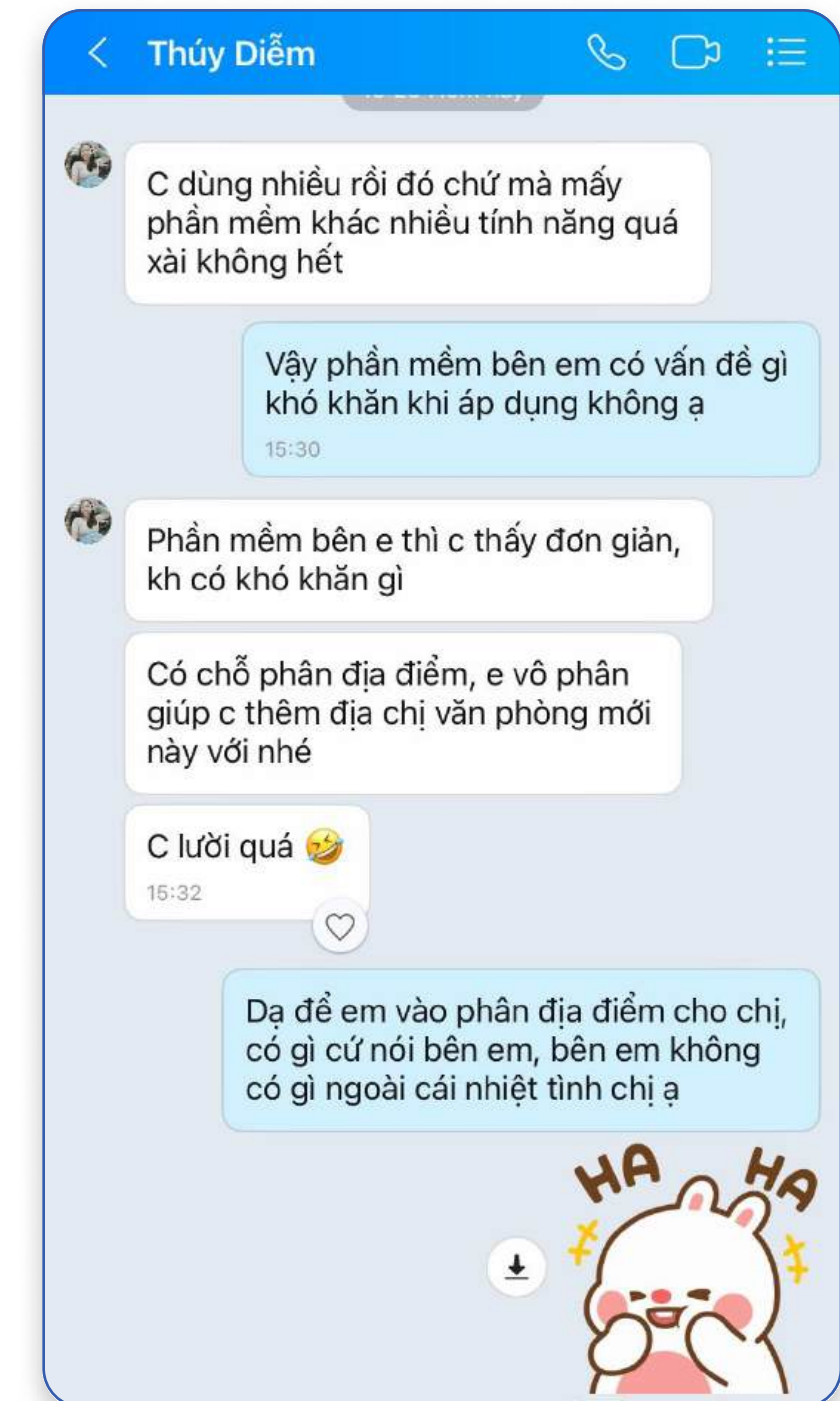 Thúy Diễm
C dùng nhiều rồi đó chứ mà mấy
phần mềm khác nhiều tính năng quá
xài không hết
Vậy phần mềm bên em có vấn đề gì
khó khăn khi áp dụng không ạ
15:30
Phần mềm bên e thì c thấy đơn giản,
kh có khó khăn gì
Có chỗ phân địa điểm, e vô phân
giúp c thêm địa chỉ văn phòng mới
này với nhé
C lười quá 🤣
15:32
Dạ để em vào phân địa điểm cho chị,
có gì cứ nói bên em, bên em không
có gì ngoài cái nhiệt tình chị ạ
HA HA